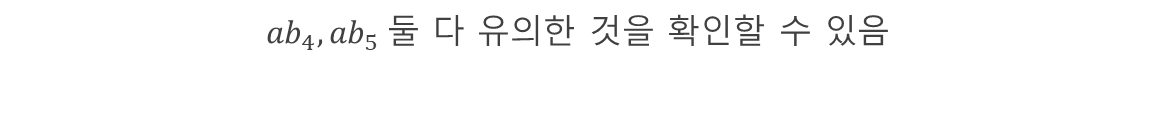 ab₄, ab₅ 둘 다 유의한 것을 확인할 수 있음